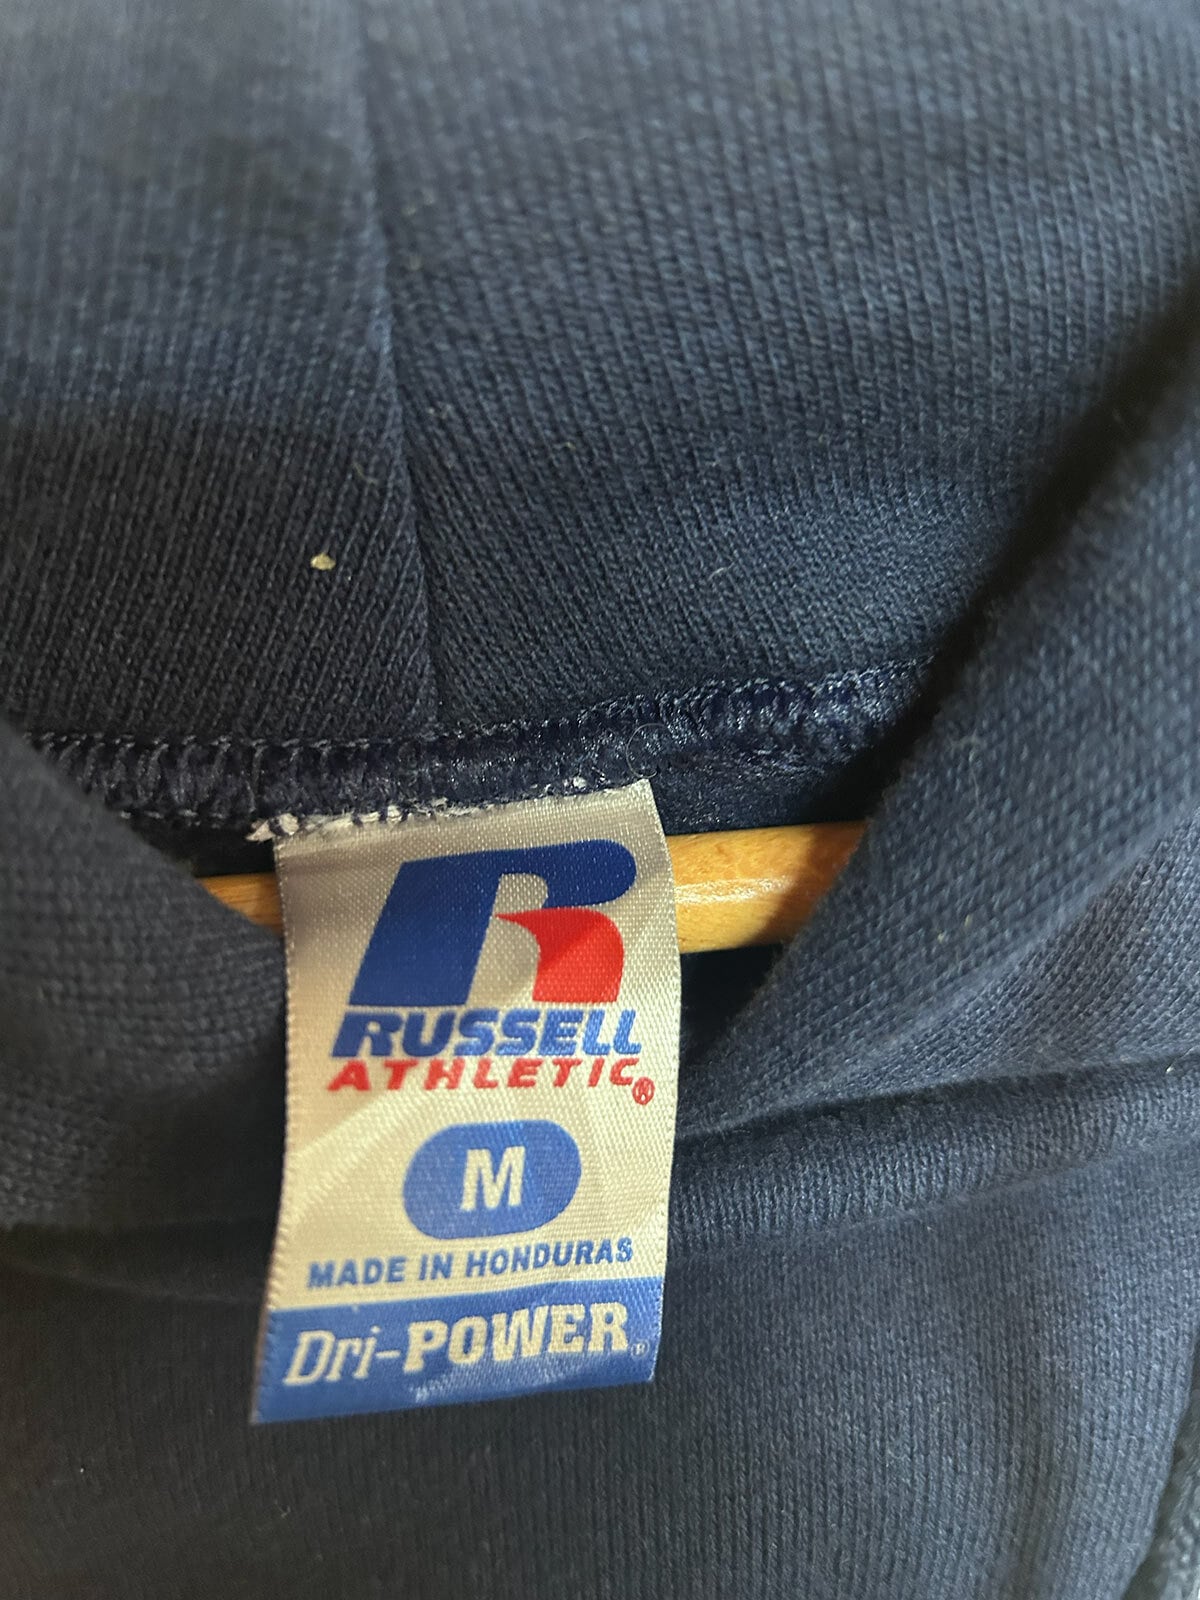 RUSSELL
ATHLETIC®
M
MADE IN HONDURAS
Dri-POWER®